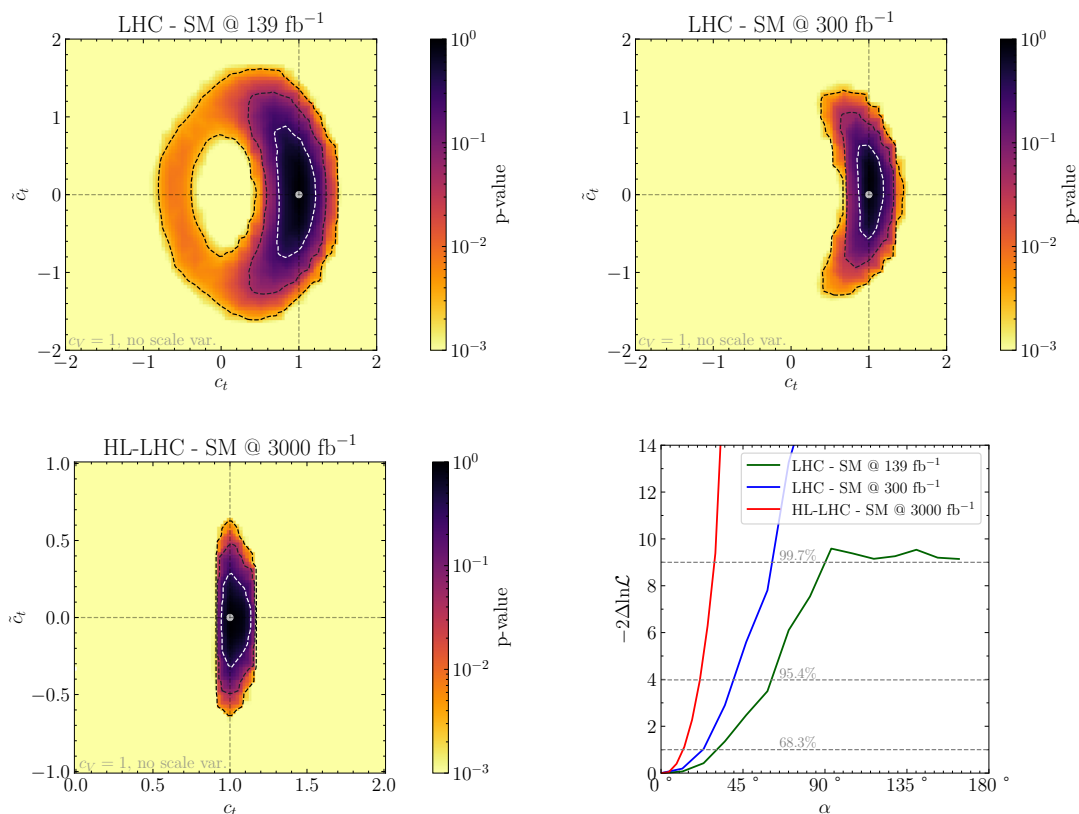 LHC - SM @ 139 fb⁻¹
2
1
0
−1
−2
c̃ₜ
−2
−1
0
1
2
cₜ
c_V = 1, no scale var.
10⁰
10⁻¹
10⁻²
10⁻³
p-value
LHC - SM @ 300 fb⁻¹
2
1
0
−1
−2
c̃ₜ
−2
−1
0
1
2
cₜ
c_V = 1, no scale var.
10⁰
10⁻¹
10⁻²
10⁻³
p-value
HL-LHC - SM @ 3000 fb⁻¹
1.0
0.5
0.0
−0.5
−1.0
c̃ₜ
0.0
0.5
1.0
1.5
2.0
cₜ
c_V = 1, no scale var.
10⁰
10⁻¹
10⁻²
10⁻³
p-value
14
12
10
8
6
4
2
0
−2Δlnℒ
LHC - SM @ 139 fb⁻¹
LHC - SM @ 300 fb⁻¹
HL-LHC - SM @ 3000 fb⁻¹
99.7%
95.4%
68.3%
0°
45°
90°
135°
180°
α